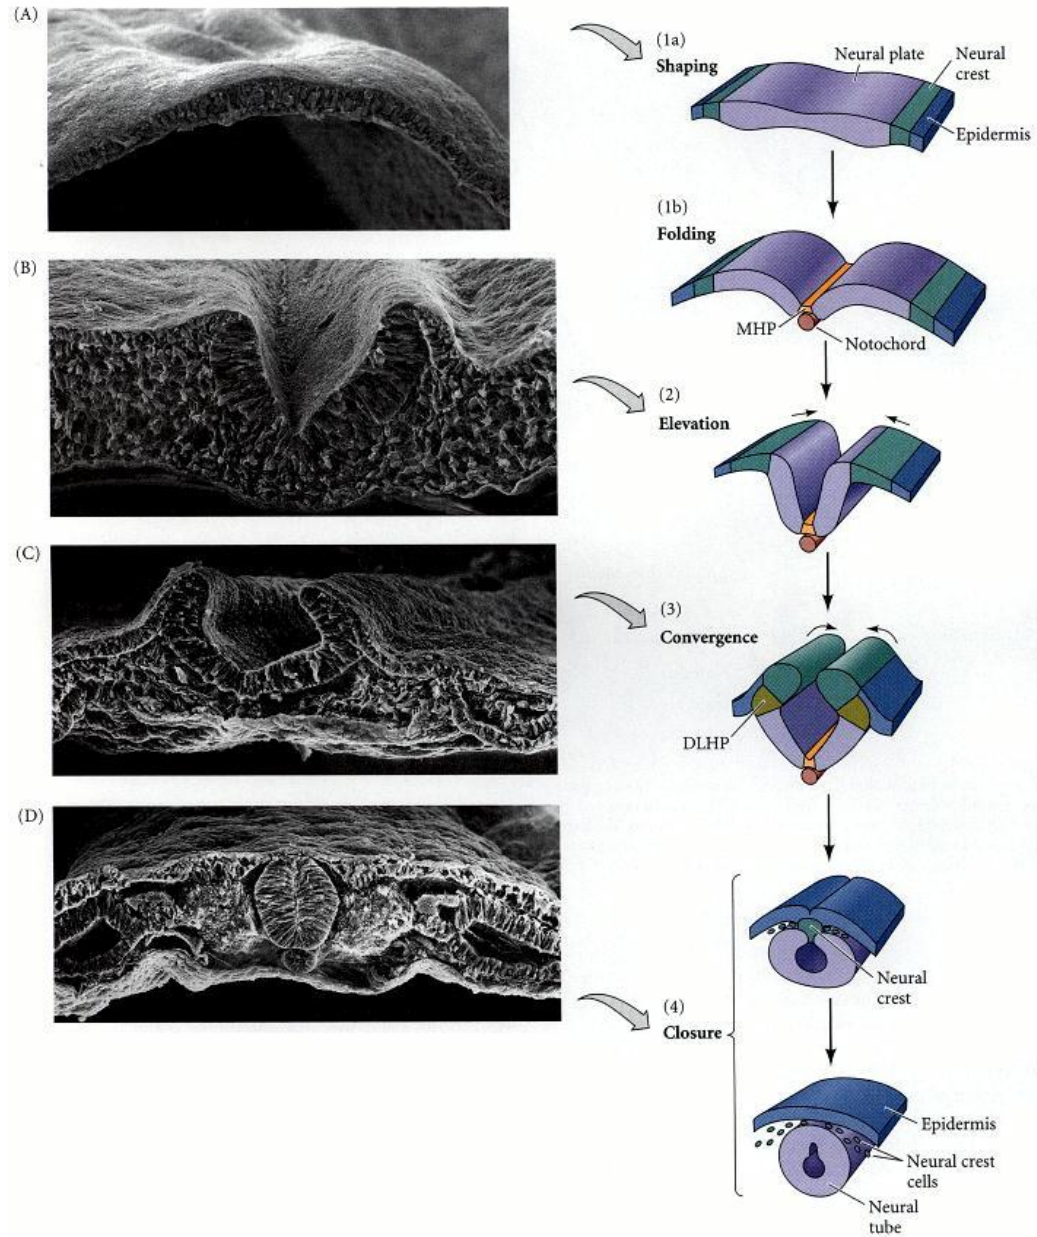 (A)
(1a)
Shaping
Neural plate
Neural
crest
Epidermis
(1b)
Folding
MHP
Notochord
(B)
(2)
Elevation
(C)
(3)
Convergence
DLHP
(D)
Neural
crest
(4)
Closure
Epidermis
Neural crest
cells
Neural
tube